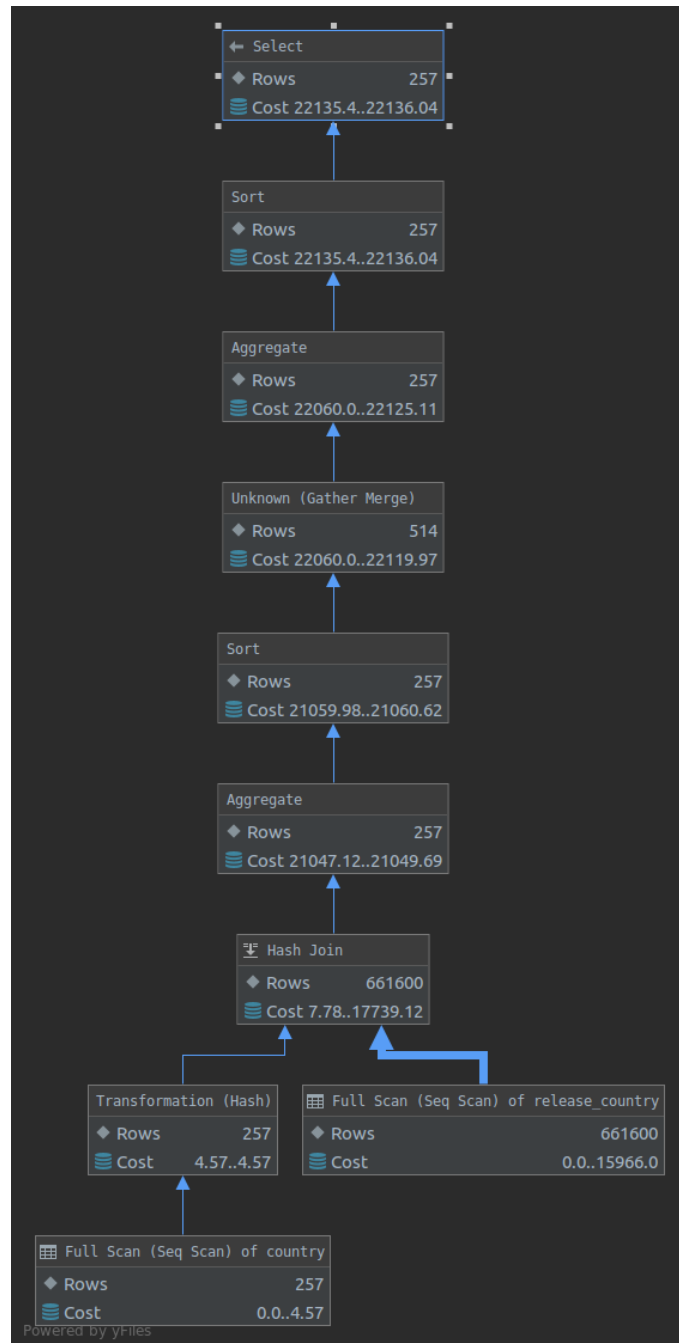 Select
Rows 257
Cost 22135.4..22136.04
Sort
Rows 257
Cost 22135.4..22136.04
Aggregate
Rows 257
Cost 22060.0..22125.11
Unknown (Gather Merge)
Rows 514
Cost 22060.0..22119.97
Sort
Rows 257
Cost 21059.98..21060.62
Aggregate
Rows 257
Cost 21047.12..21049.69
Hash Join
Rows 661600
Cost 7.78..17739.12
Transformation (Hash)
Rows 257
Cost 4.57..4.57
Full Scan (Seq Scan) of release_country
Rows 661600
Cost 0.0..15966.0
Full Scan (Seq Scan) of country
Rows 257
Cost 0.0..4.57
Powered by yFiles